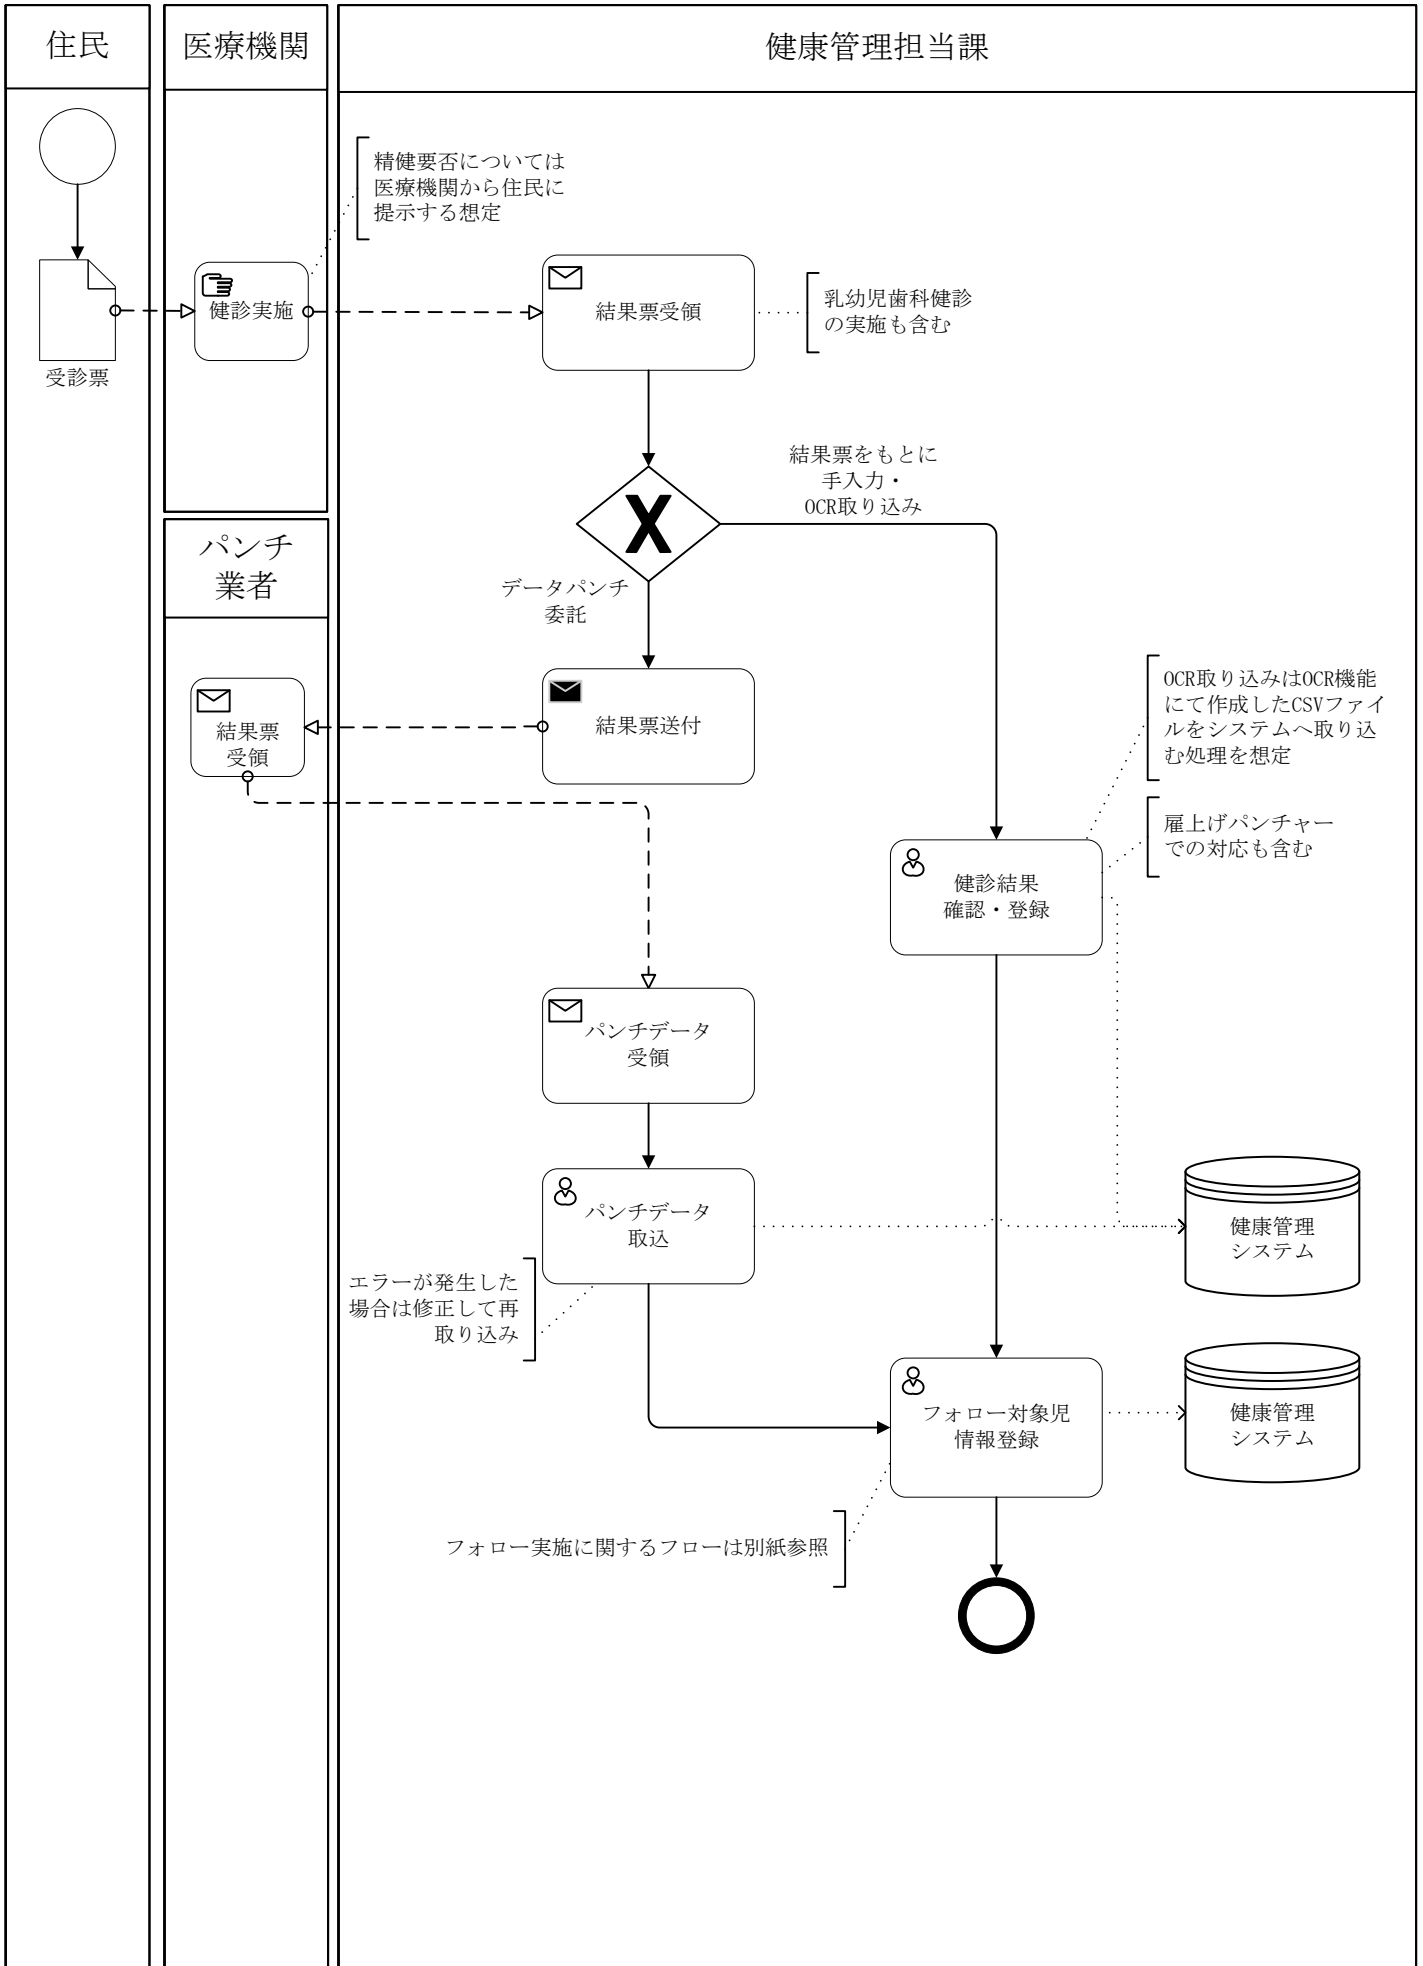 住民
医療機関
健康管理担当課
精健要否については
医療機関から住民に
提示する想定
受診票
健診実施
結果票受領
乳幼児歯科健診
の実施も含む
結果票をもとに
手入力・
OCR取り込み
データパンチ
委託
パンチ
業者
結果票
受領
結果票送付
OCR取り込みはOCR機能
にて作成したCSVファイ
ルをシステムへ取り込
む処理を想定
雇上げパンチャー
での対応も含む
健診結果
確認・登録
パンチデータ
受領
パンチデータ
取込
健康管理
システム
エラーが発生した
場合は修正して再
取り込み
フォロー対象児
情報登録
健康管理
システム
フォロー実施に関するフローは別紙参照